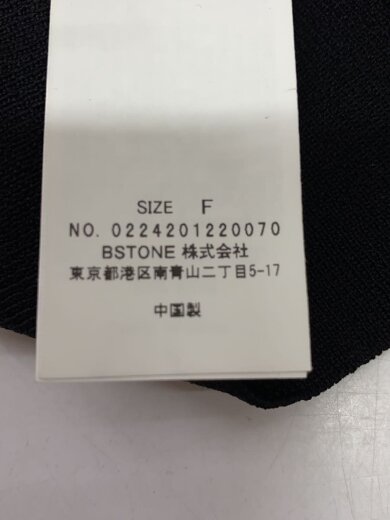 SIZE F
NO. 0224201220070
BSTONE 株式会社
東京都港区南青山二丁目5-17
中国製